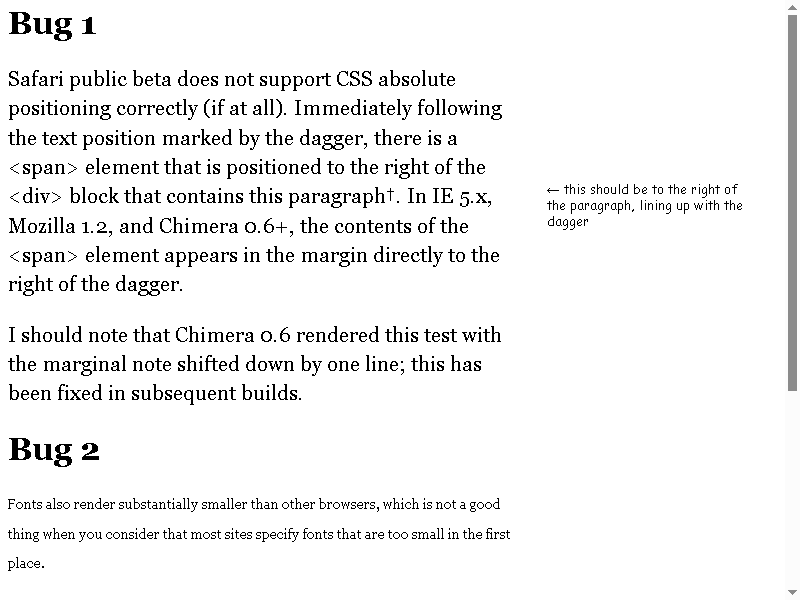 Bug 1
Safari public beta does not support CSS absolute
positioning correctly (if at all). Immediately following
the text position marked by the dagger, there is a
<span> element that is positioned to the right of the
<div> block that contains this paragraph†. In IE 5.x,
Mozilla 1.2, and Chimera 0.6+, the contents of the
<span> element appears in the margin directly to the
right of the dagger.
← this should be to the right of
the paragraph, lining up with the
dagger
I should note that Chimera 0.6 rendered this test with
the marginal note shifted down by one line; this has
been fixed in subsequent builds.
Bug 2
Fonts also render substantially smaller than other browsers, which is not a good
thing when you consider that most sites specify fonts that are too small in the first
place.